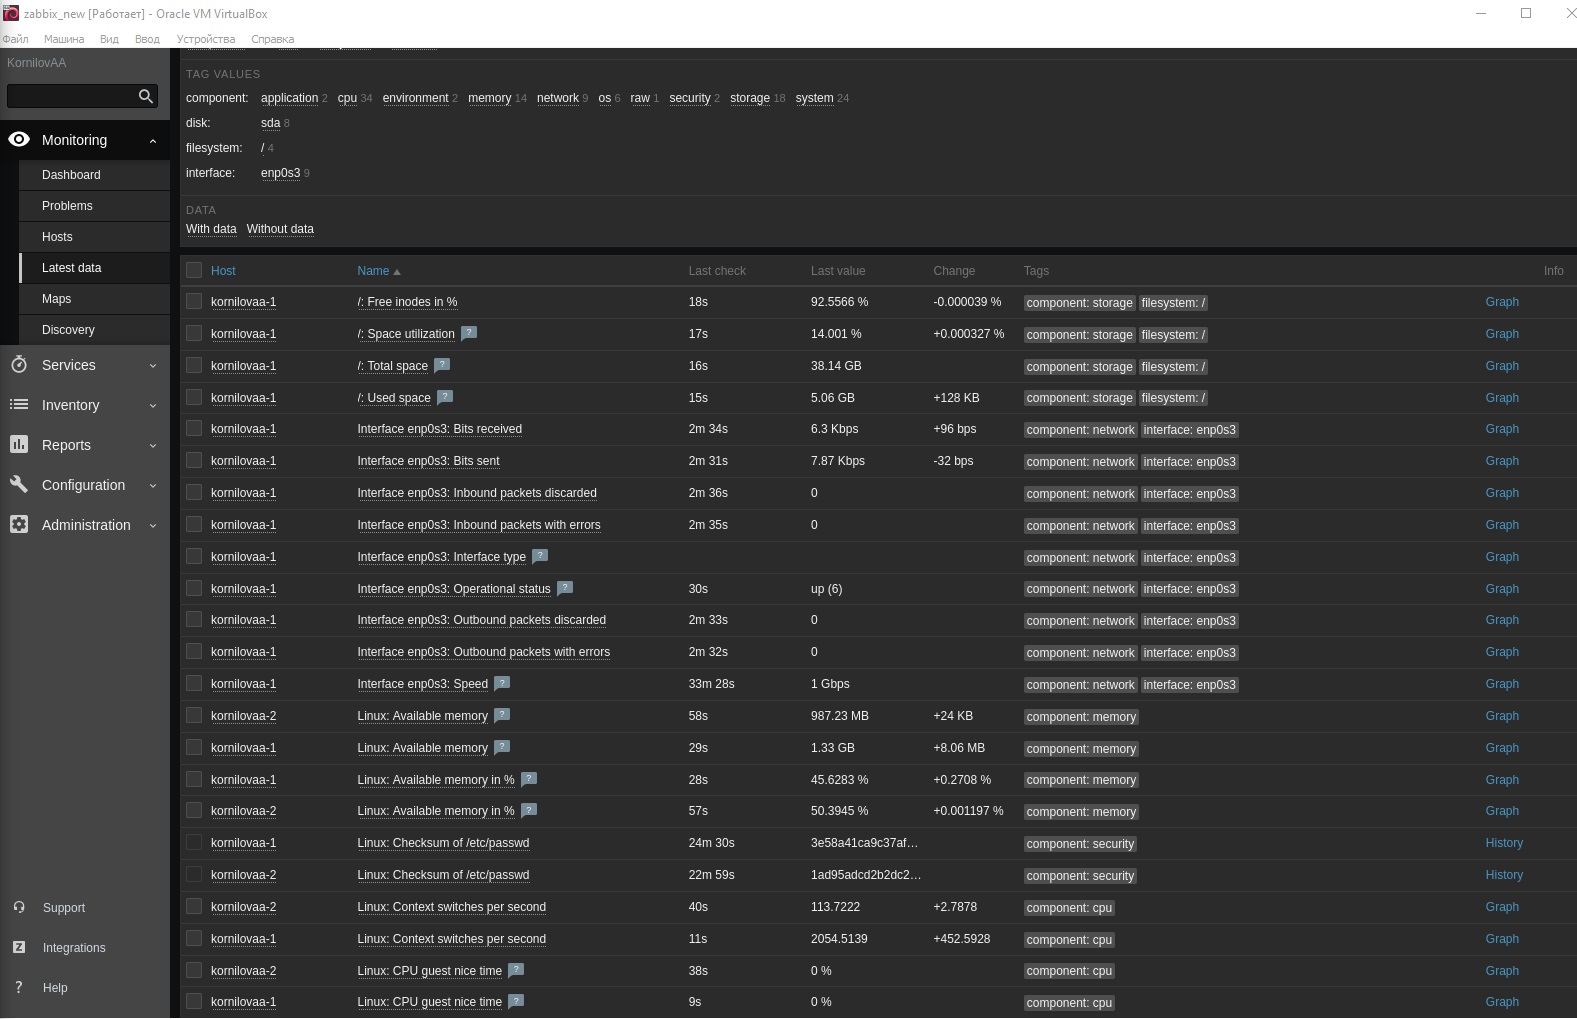 zabbix_new [Работает] - Oracle VM VirtualBox
Файл Машина Вид Ввод Устройства Справка
KornilovAA
Monitoring
Dashboard
Problems
Hosts
Latest data
Maps
Discovery
Services
Inventory
Reports
Configuration
Administration
Support
Integrations
? Help
TAG VALUES
component: application 2 cpu 34 environment 2 memory 14 network 9 os 6 raw 1 security 2 storage 18 system 24
disk: sda 8
filesystem: / 4
interface: enp0s3 9
DATA
With data Without data
Host Name Last check Last value Change Tags Info
kornilovaa-1 /: Free inodes in % 18s 92.5566 % -0.000039 % component: storage filesystem: / Graph
kornilovaa-1 /: Space utilization ? 17s 14.001 % +0.000327 % component: storage filesystem: / Graph
kornilovaa-1 /: Total space ? 16s 38.14 GB component: storage filesystem: / Graph
kornilovaa-1 /: Used space ? 15s 5.06 GB +128 KB component: storage filesystem: / Graph
kornilovaa-1 Interface enp0s3: Bits received 2m 34s 6.3 Kbps +96 bps component: network interface: enp0s3 Graph
kornilovaa-1 Interface enp0s3: Bits sent 2m 31s 7.87 Kbps -32 bps component: network interface: enp0s3 Graph
kornilovaa-1 Interface enp0s3: Inbound packets discarded 2m 36s 0 component: network interface: enp0s3 Graph
kornilovaa-1 Interface enp0s3: Inbound packets with errors 2m 35s 0 component: network interface: enp0s3 Graph
kornilovaa-1 Interface enp0s3: Interface type ? component: network interface: enp0s3 Graph
kornilovaa-1 Interface enp0s3: Operational status ? 30s up (6) component: network interface: enp0s3 Graph
kornilovaa-1 Interface enp0s3: Outbound packets discarded 2m 33s 0 component: network interface: enp0s3 Graph
kornilovaa-1 Interface enp0s3: Outbound packets with errors 2m 32s 0 component: network interface: enp0s3 Graph
kornilovaa-1 Interface enp0s3: Speed ? 33m 28s 1 Gbps component: network interface: enp0s3 Graph
kornilovaa-2 Linux: Available memory ? 58s 987.23 MB +24 KB component: memory Graph
kornilovaa-1 Linux: Available memory ? 29s 1.33 GB +8.06 MB component: memory Graph
kornilovaa-1 Linux: Available memory in % ? 28s 45.6283 % +0.2708 % component: memory Graph
kornilovaa-2 Linux: Available memory in % ? 57s 50.3945 % +0.001197 % component: memory Graph
kornilovaa-1 Linux: Checksum of /etc/passwd 24m 30s 3e58a41ca9c37af... component: security History
kornilovaa-2 Linux: Checksum of /etc/passwd 22m 59s 1ad95adcd2b2dc2... component: security History
kornilovaa-2 Linux: Context switches per second 40s 113.7222 +2.7878 component: cpu Graph
kornilovaa-1 Linux: Context switches per second 11s 2054.5139 +452.5928 component: cpu Graph
kornilovaa-2 Linux: CPU guest nice time ? 38s 0 % component: cpu Graph
kornilovaa-1 Linux: CPU guest nice time ? 9s 0 % component: cpu Graph